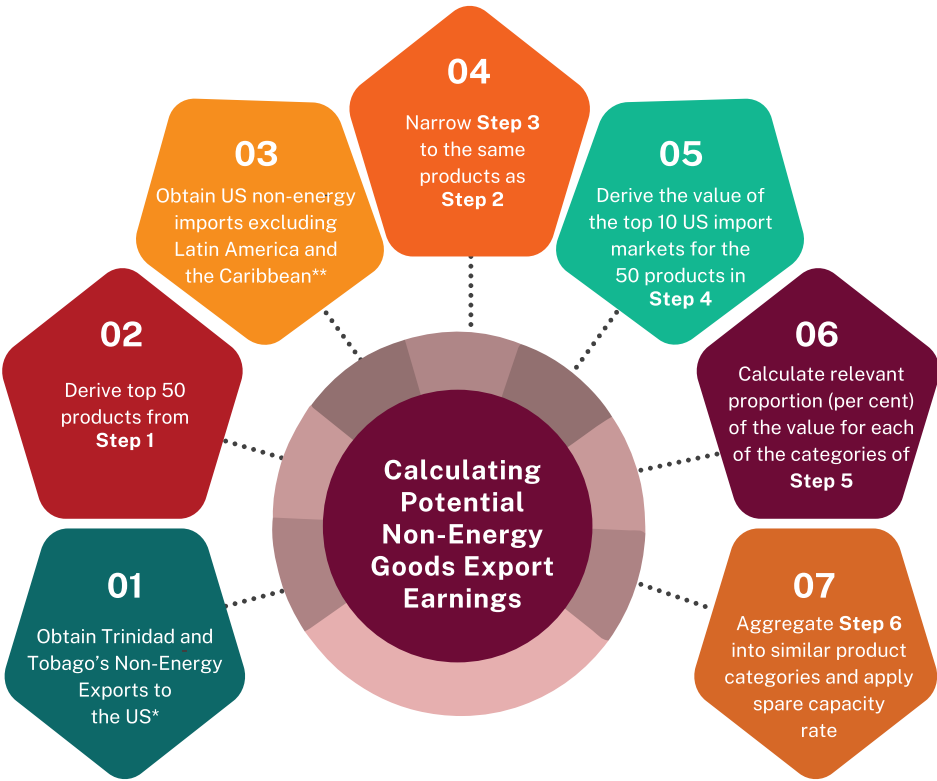 04
Narrow Step 3
to the same
products as
Step 2
03
Obtain US non-energy
imports excluding
Latin America and
the Caribbean**
05
Derive the value of
the top 10 US import
markets for the
50 products in
Step 4
02
Derive top 50
products from
Step 1
06
Calculate relevant
proportion (per cent)
of the value for each
of the categories of
Step 5
Calculating
Potential
Non-Energy
Goods Export
Earnings
01
Obtain Trinidad and
Tobago’s Non-Energy
Exports to
the US*
07
Aggregate Step 6
into similar product
categories and apply
spare capacity
rate